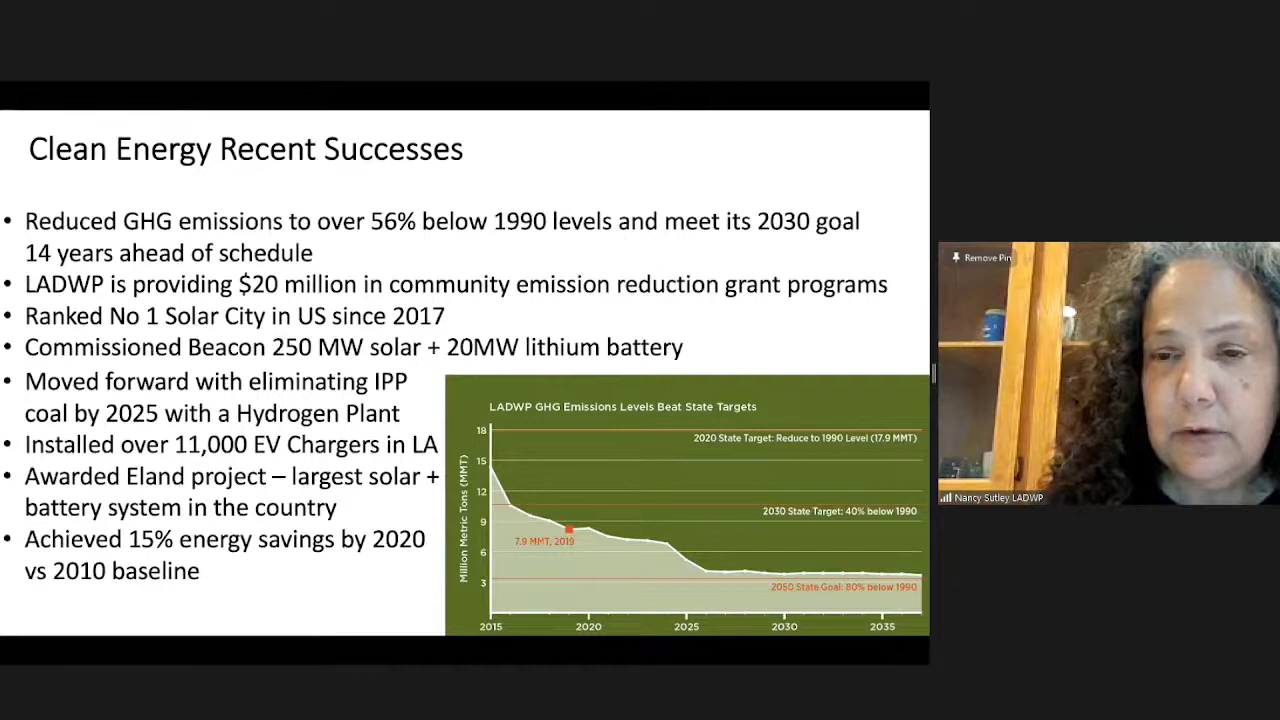 Clean Energy Recent Successes
• Reduced GHG emissions to over 56% below 1990 levels and meet its 2030 goal
14 years ahead of schedule
• LADWP is providing $20 million in community emission reduction grant programs
• Ranked No 1 Solar City in US since 2017
• Commissioned Beacon 250 MW solar + 20MW lithium battery
• Moved forward with eliminating IPP
coal by 2025 with a Hydrogen Plant
• Installed over 11,000 EV Chargers in LA
• Awarded Eland project – largest solar +
battery system in the country
• Achieved 15% energy savings by 2020
vs 2010 baseline
LADWP GHG Emissions Levels Beat State Targets
Million Metric Tons (MMT)
18
15
12
9
6
3
2020 State Target: Reduce to 1990 Level (17.9 MMT)
2030 State Target: 40% below 1990
7.9 MMT, 2019
2050 State Goal: 80% below 1990
2015 2020 2025 2030 2035
Remove Pin
Nancy Sutley LADWP